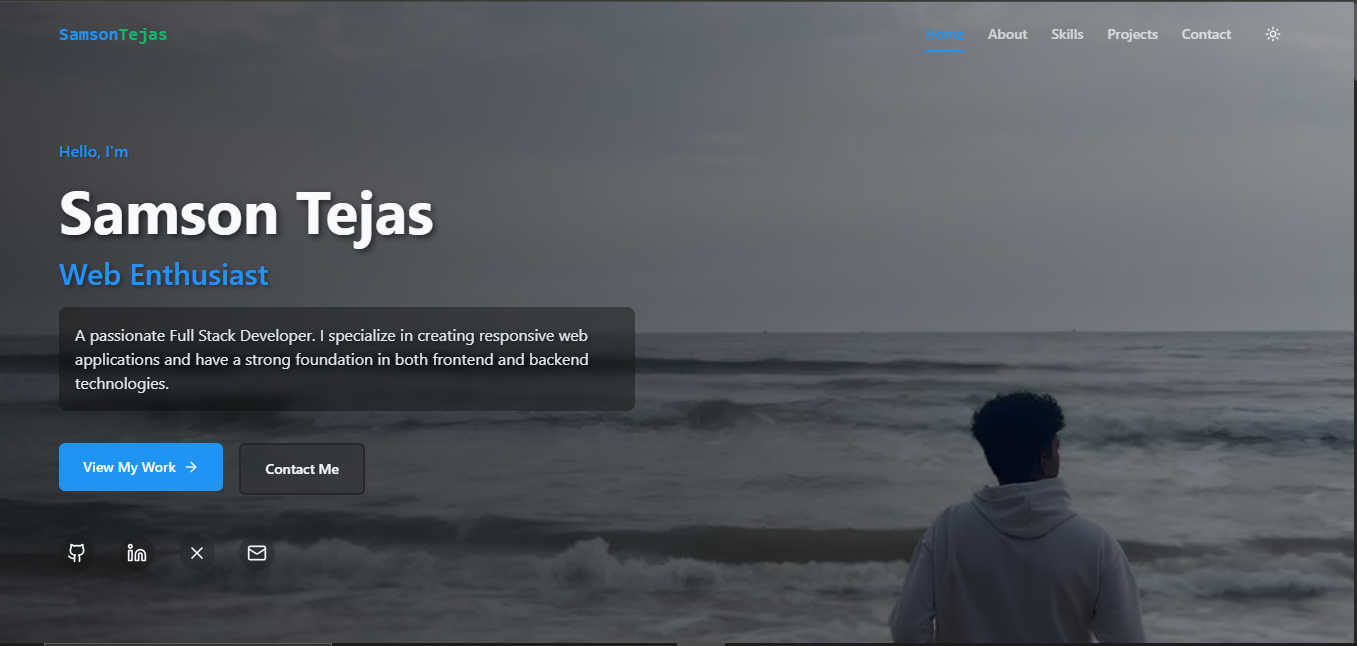 SamsonTejas
Home About Skills Projects Contact
Hello, I'm
Samson Tejas
Web Enthusiast
A passionate Full Stack Developer. I specialize in creating responsive web
applications and have a strong foundation in both frontend and backend
technologies.
View My Work →
Contact Me